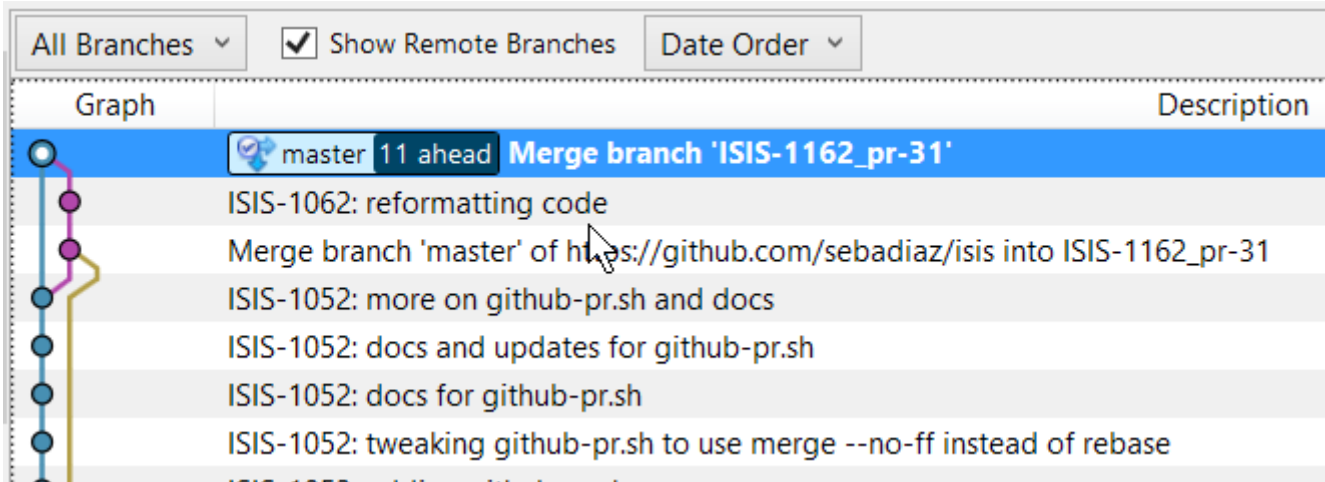 All Branches Show Remote Branches Date Order
Graph Description
master 11 ahead Merge branch 'ISIS-1162_pr-31'
ISIS-1062: reformatting code
Merge branch 'master' of https://github.com/sebadiaz/isis into ISIS-1162_pr-31
ISIS-1052: more on github-pr.sh and docs
ISIS-1052: docs and updates for github-pr.sh
ISIS-1052: docs for github-pr.sh
ISIS-1052: tweaking github-pr.sh to use merge --no-ff instead of rebase